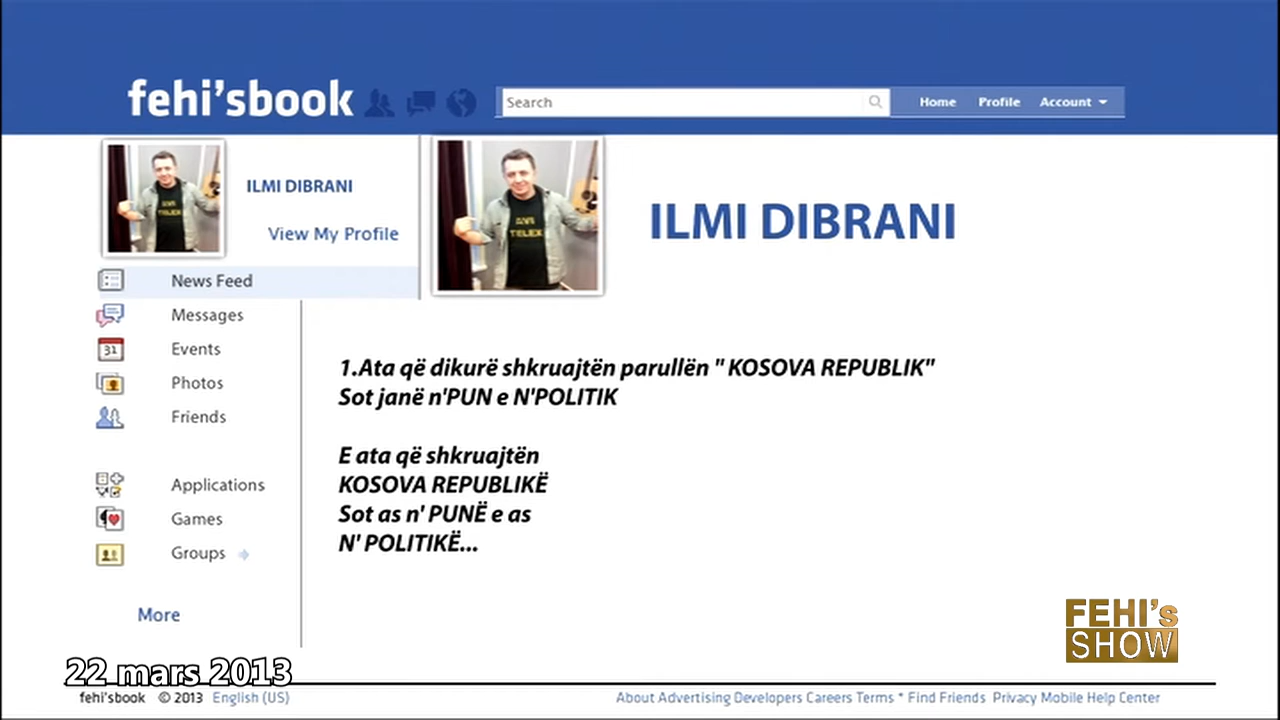 fehi'sbook
Search
Home Profile Account
ILMI DIBRANI
View My Profile
ILMI DIBRANI
News Feed
Messages
Events
31
Photos
Friends
Applications
Games
Groups
More
1.Ata që dikurë shkruajtën parullën " KOSOVA REPUBLIK"
Sot janë n'PUN e N'POLITIK
E ata që shkruajtën
KOSOVA REPUBLIKË
Sot as n' PUNË e as
N' POLITIKË...
FEHI's
SHOW
22 mars 2013
fehi'sbook © 2013 English (US)
About Advertising Developers Careers Terms * Find Friends Privacy Mobile Help Center